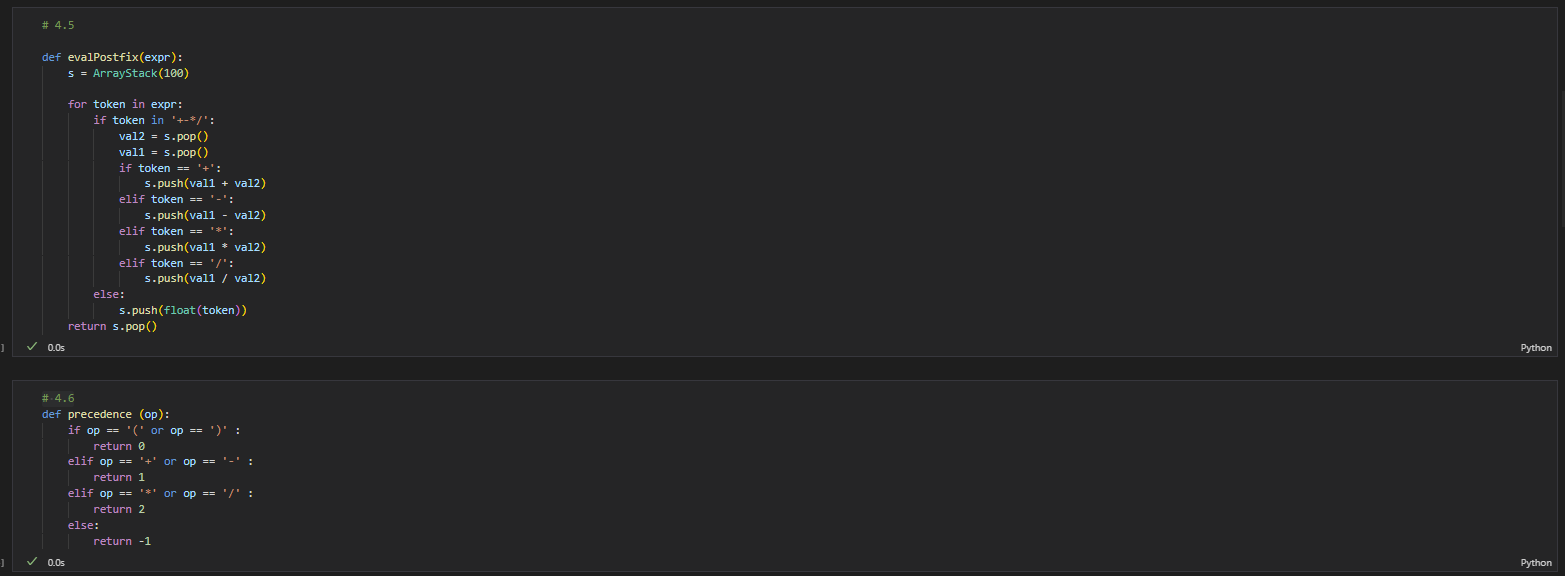 # 4.5
def evalPostfix(expr):
    s = ArrayStack(100)
    for token in expr:
        if token in '+-*/':
            val2 = s.pop()
            val1 = s.pop()
            if token == '+':
                s.push(val1 + val2)
            elif token == '-':
                s.push(val1 - val2)
            elif token == '*':
                s.push(val1 * val2)
            elif token == '/':
                s.push(val1 / val2)
        else:
            s.push(float(token))
    return s.pop()
] ✓ 0.0s Python
# 4.6
def precedence (op):
    if op == '(' or op == ')' :
        return 0
    elif op == '+' or op == '-' :
        return 1
    elif op == '*' or op == '/' :
        return 2
    else:
        return -1
] ✓ 0.0s Python